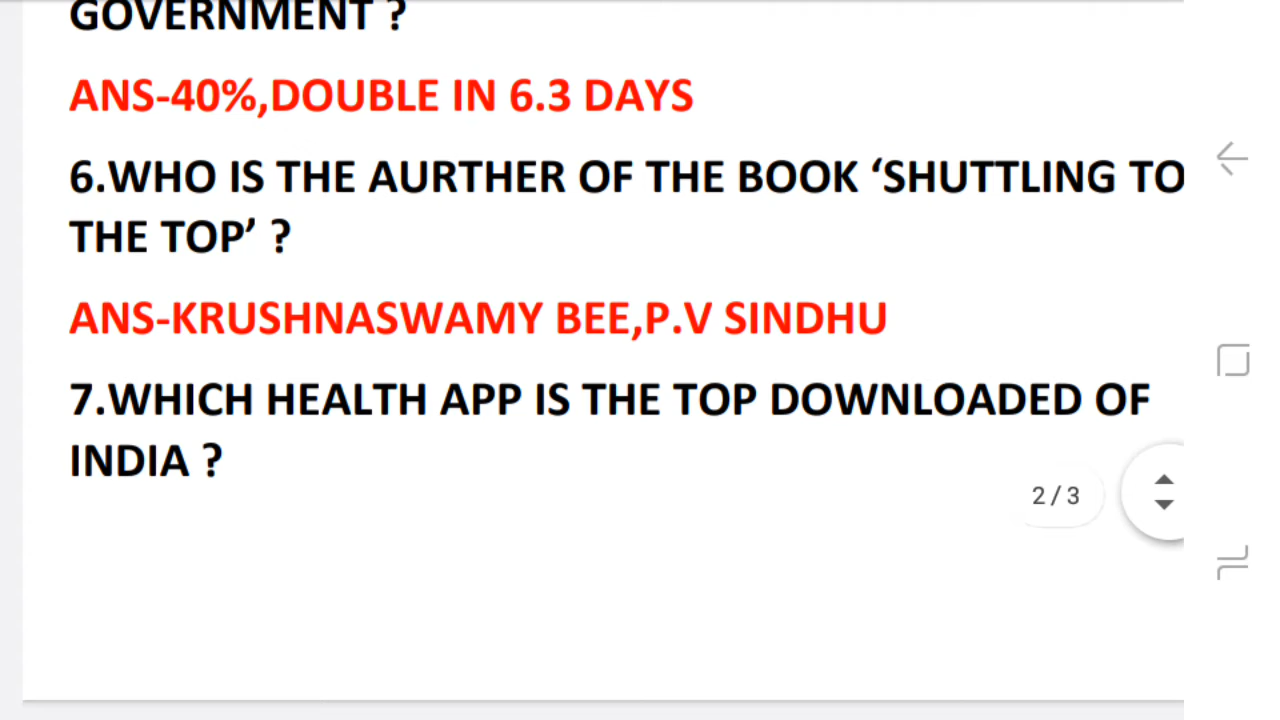 GOVERNMENT ?
ANS-40%,DOUBLE IN 6.3 DAYS
6.WHO IS THE AURTHER OF THE BOOK ‘SHUTTLING TO
THE TOP’ ?
ANS-KRUSHNASWAMY BEE,P.V SINDHU
7.WHICH HEALTH APP IS THE TOP DOWNLOADED OF
INDIA ?
2 / 3